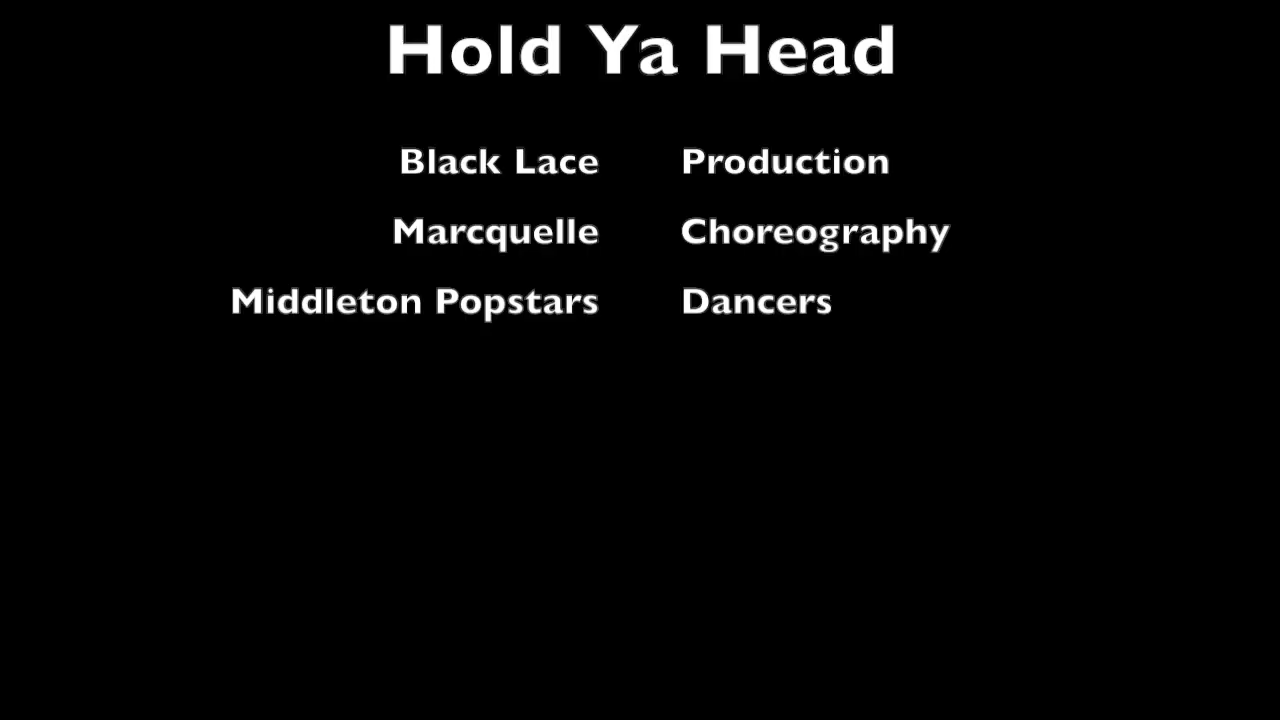 Hold Ya Head
Black Lace Production
Marcquelle Choreography
Middleton Popstars Dancers